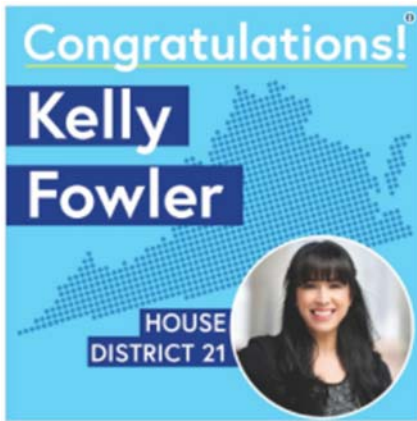 Congratulations!
Kelly
Fowler
HOUSE
DISTRICT 21